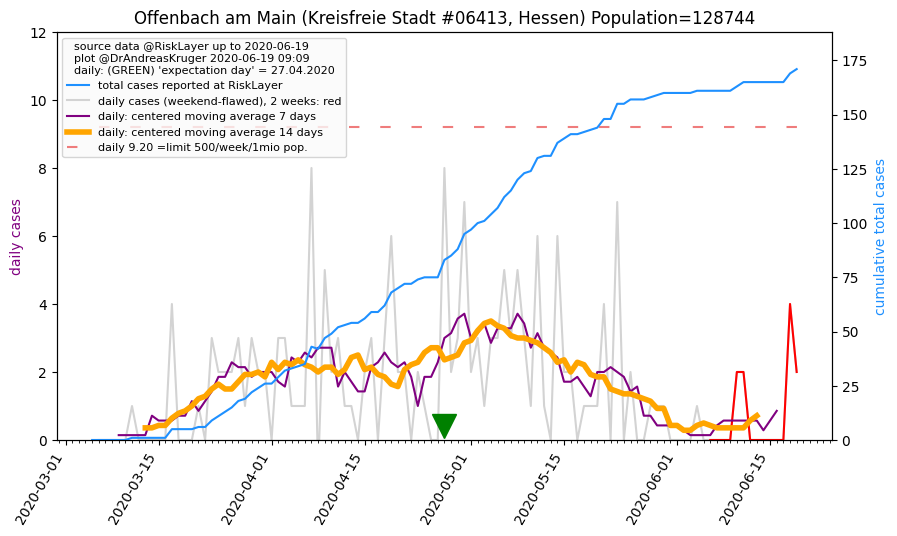 Offenbach am Main (Kreisfreie Stadt #06413, Hessen) Population=128744
source data @RiskLayer up to 2020-06-19
plot @DrAndreasKruger 2020-06-19 09:09
daily: (GREEN) 'expectation day' = 27.04.2020
total cases reported at RiskLayer
daily cases (weekend-flawed), 2 weeks: red
daily: centered moving average 7 days
daily: centered moving average 14 days
daily 9.20 =limit 500/week/1mio pop.
daily cases
12
10
8
6
4
2
0
cumulative total cases
175
150
125
100
75
50
25
0
2020-03-01
2020-03-15
2020-04-01
2020-04-15
2020-05-01
2020-05-15
2020-06-01
2020-06-15